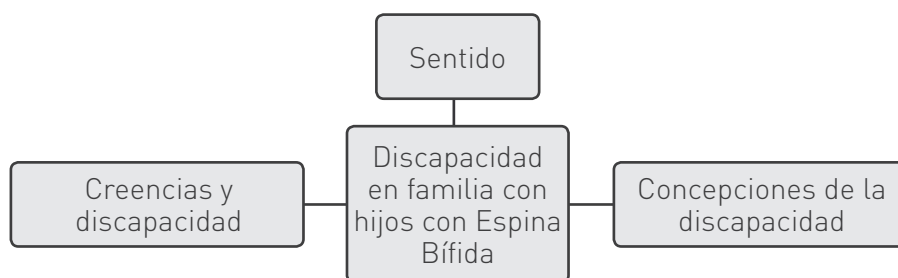 Sentido
Discapacidad
en familia con
hijos con Espina
Bífida
Creencias y
discapacidad
Concepciones de la
discapacidad